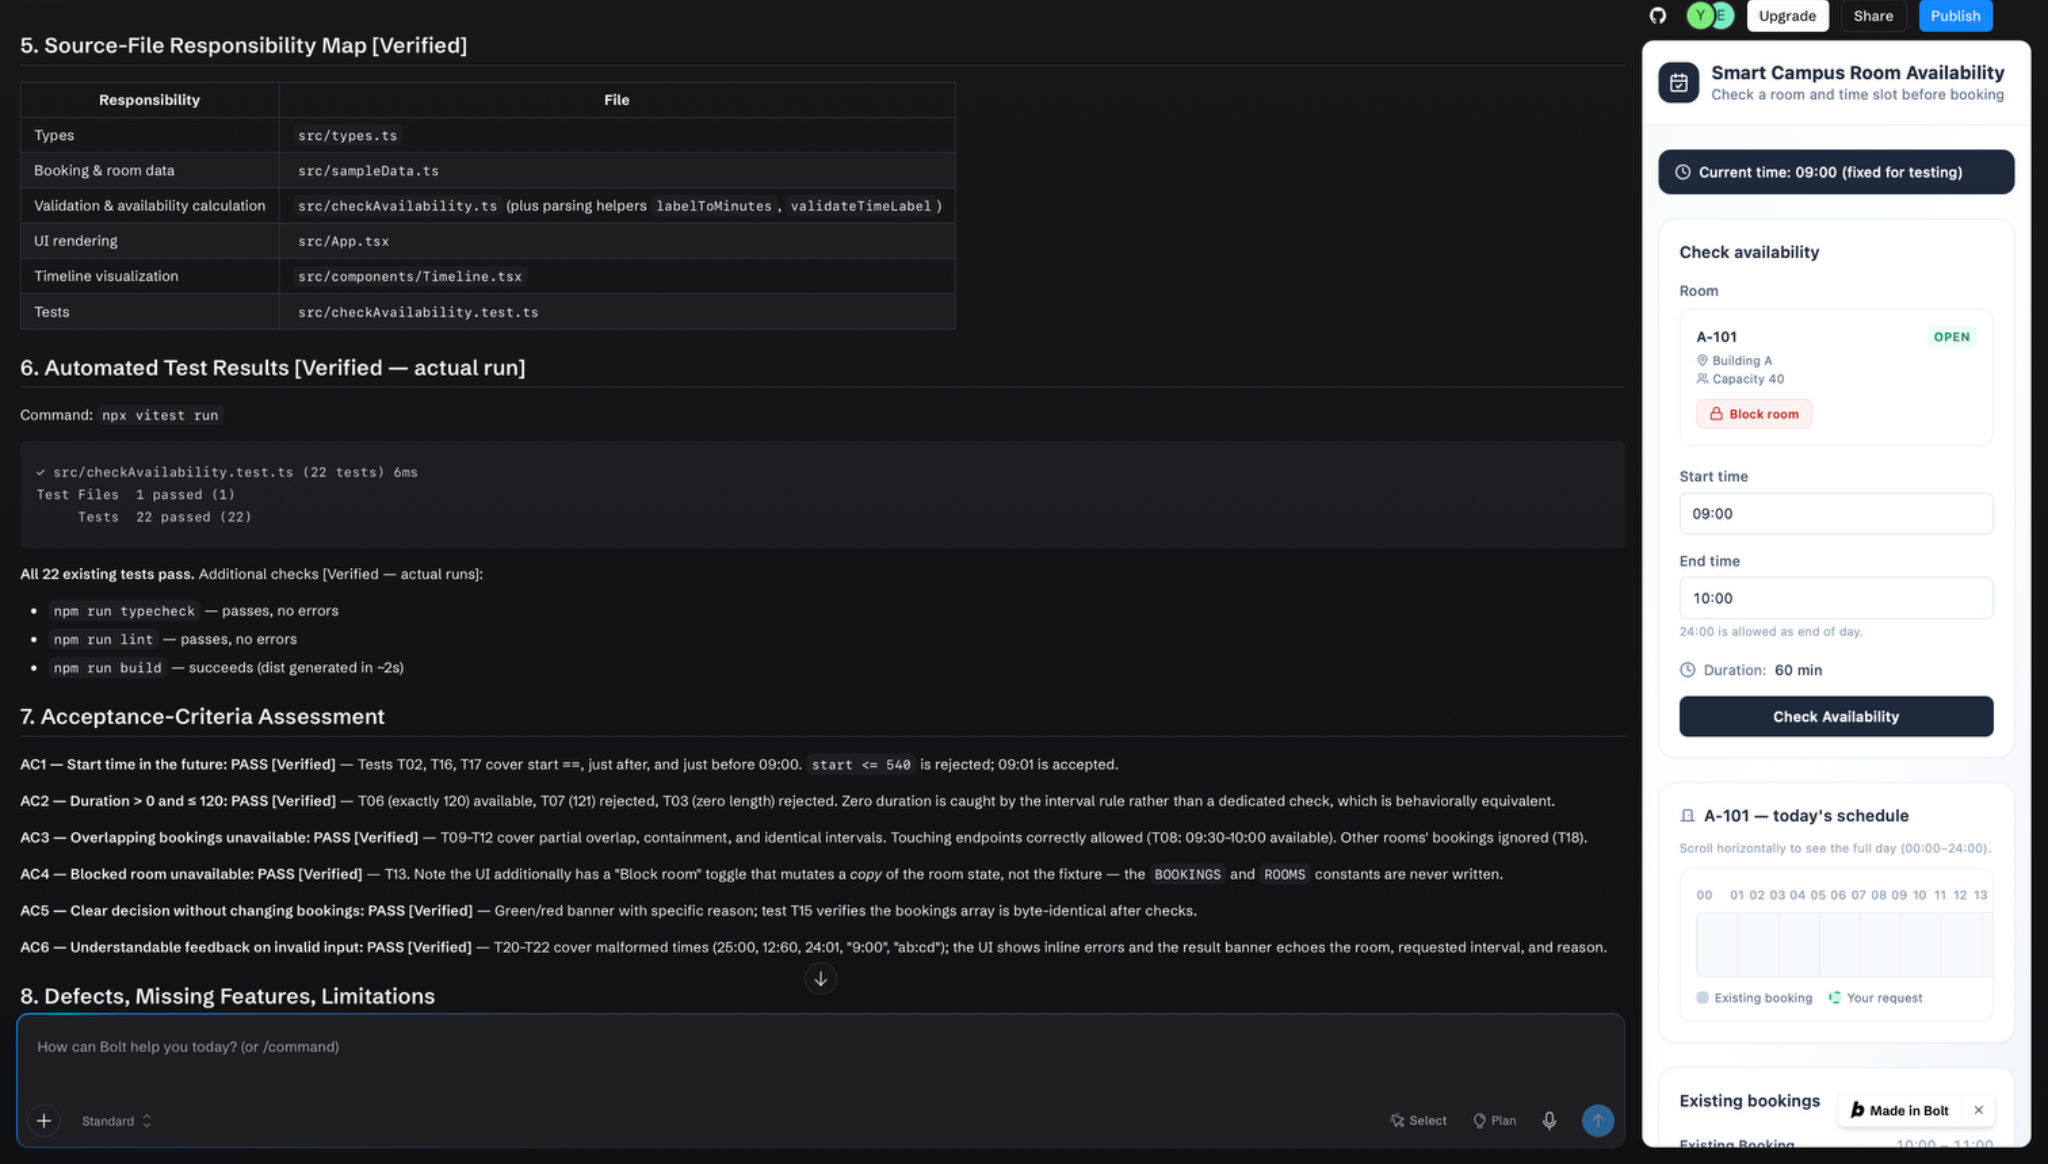 5. Source-File Responsibility Map [Verified]
Responsibility File
Types src/types.ts
Booking & room data src/sampleData.ts
Validation & availability calculation src/checkAvailability.ts (plus parsing helpers labelToMinutes , validateTimeLabel )
UI rendering src/App.tsx
Timeline visualization src/components/Timeline.tsx
Tests src/checkAvailability.test.ts
6. Automated Test Results [Verified — actual run]
Command: npx vitest run
✓ src/checkAvailability.test.ts (22 tests) 6ms
Test Files 1 passed (1)
Tests 22 passed (22)
All 22 existing tests pass. Additional checks [Verified — actual runs]:
• npm run typecheck — passes, no errors
• npm run lint — passes, no errors
• npm run build — succeeds (dist generated in ~2s)
7. Acceptance-Criteria Assessment
AC1 — Start time in the future: PASS [Verified] — Tests T02, T16, T17 cover start ==, just after, and just before 09:00. start <= 540 is rejected; 09:01 is accepted.
AC2 — Duration > 0 and ≤ 120: PASS [Verified] — T06 (exactly 120) available, T07 (121) rejected, T03 (zero length) rejected. Zero duration is caught by the interval rule rather than a dedicated check, which is behaviorally equivalent.
AC3 — Overlapping bookings unavailable: PASS [Verified] — T09–T12 cover partial overlap, containment, and identical intervals. Touching endpoints correctly allowed (T08: 09:30–10:00 available). Other rooms' bookings ignored (T18).
AC4 — Blocked room unavailable: PASS [Verified] — T13. Note the UI additionally has a "Block room" toggle that mutates a copy of the room state, not the fixture — the BOOKINGS and ROOMS constants are never written.
AC5 — Clear decision without changing bookings: PASS [Verified] — Green/red banner with specific reason; test T15 verifies the bookings array is byte-identical after checks.
AC6 — Understandable feedback on invalid input: PASS [Verified] — T20–T22 cover malformed times (25:00, 12:60, 24:01, "9:00", "ab:cd"); the UI shows inline errors and the result banner echoes the room, requested interval, and reason.
8. Defects, Missing Features, Limitations
How can Bolt help you today? (or /command)
Standard
Select
Plan
Y E
Upgrade
Share
Publish
Smart Campus Room Availability
Check a room and time slot before booking
Current time: 09:00 (fixed for testing)
Check availability
Room
A-101
OPEN
Building A
Capacity 40
Block room
Start time
09:00
End time
10:00
24:00 is allowed as end of day.
Duration: 60 min
Check Availability
A-101 — today's schedule
Scroll horizontally to see the full day (00:00–24:00).
00 01 02 03 04 05 06 07 08 09 10 11 12 13
Existing booking Your request
Existing bookings
Made in Bolt
Existing Booking 10:00 – 11:00